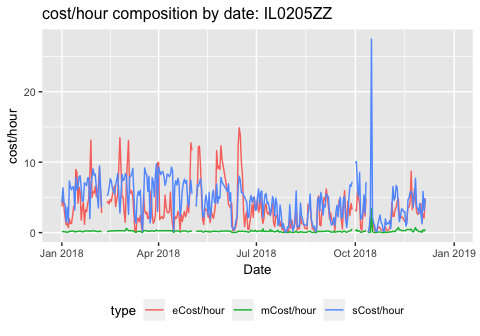 cost/hour composition by date: IL0205ZZ
cost/hour
20
10
0
Jan 2018 Apr 2018 Jul 2018 Oct 2018 Jan 2019
Date
type eCost/hour mCost/hour sCost/hour